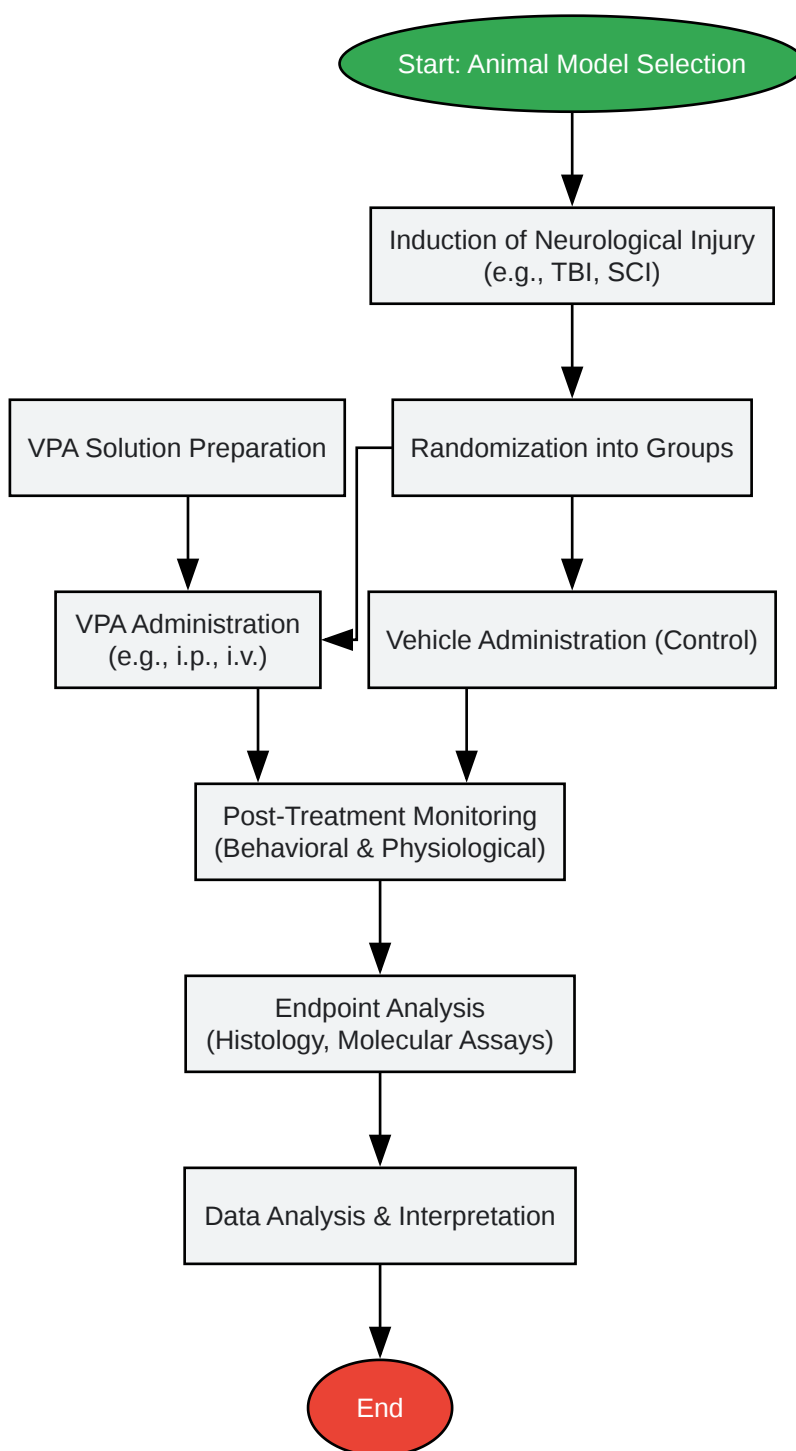 Start: Animal Model Selection
Induction of Neurological Injury
(e.g., TBI, SCI)
VPA Solution Preparation
Randomization into Groups
VPA Administration
(e.g., i.p., i.v.)
Vehicle Administration (Control)
Post-Treatment Monitoring
(Behavioral & Physiological)
Endpoint Analysis
(Histology, Molecular Assays)
Data Analysis & Interpretation
End